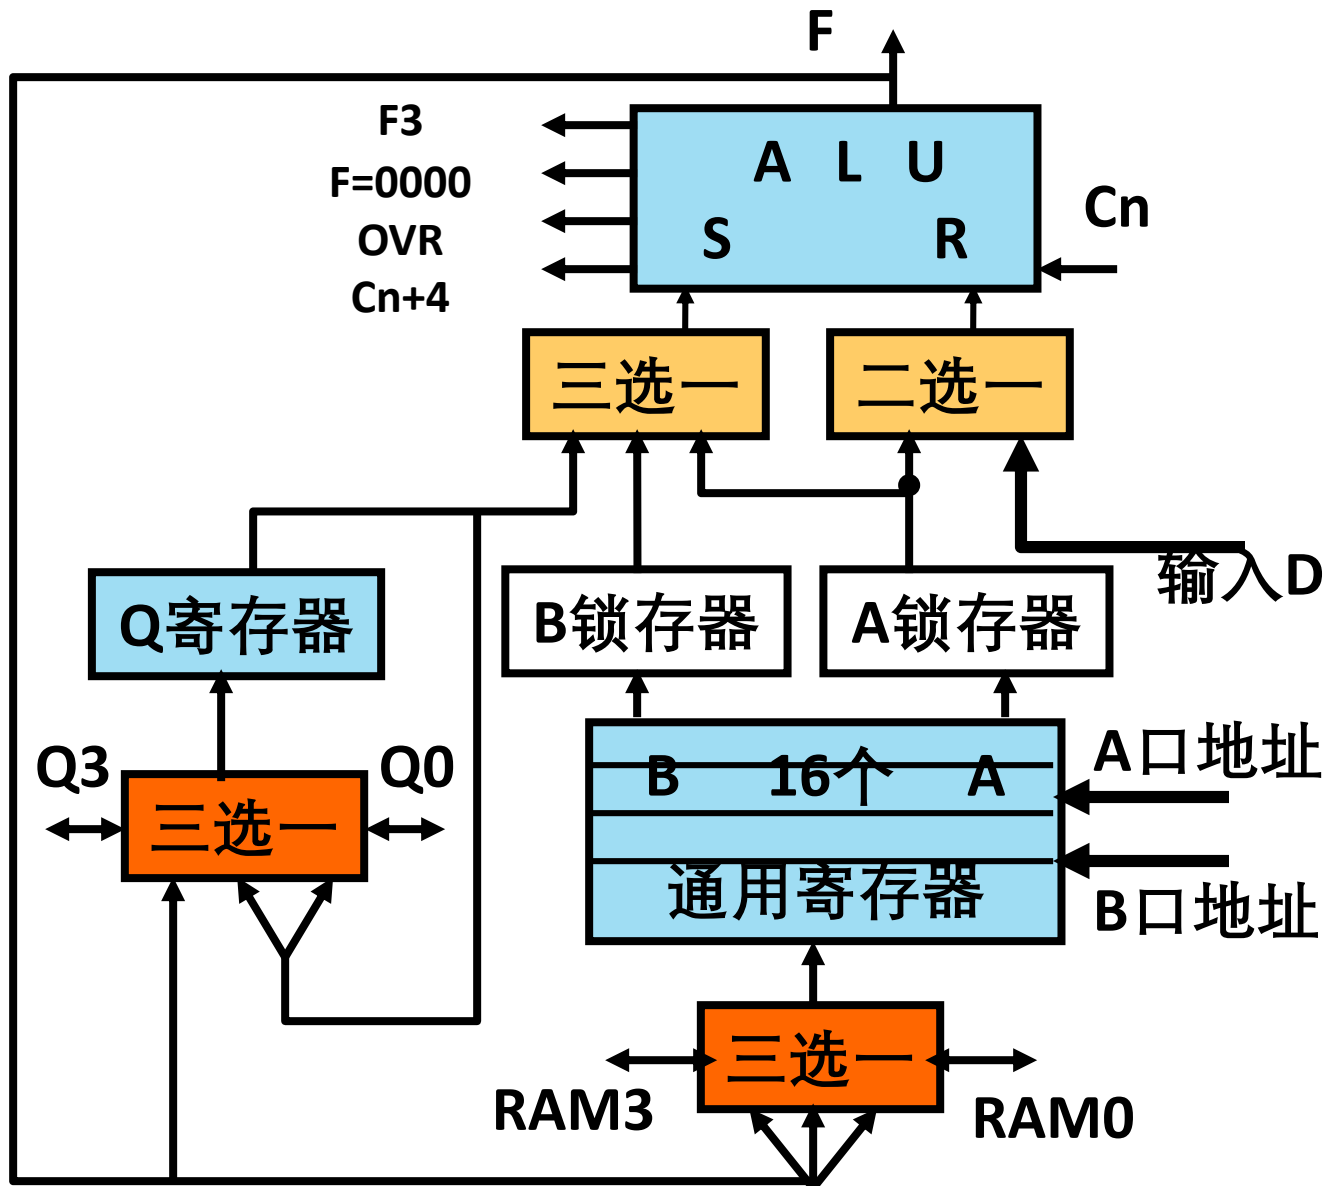 F
F3
A L U
F=0000
Cn
S R
OVR
Cn+4
三选一 二选一
输入D
Q寄存器 B锁存器 A锁存器
Q3 Q0
B 16个 A
A口地址
三选一
通用寄存器
B口地址
三选一
RAM3 RAM0